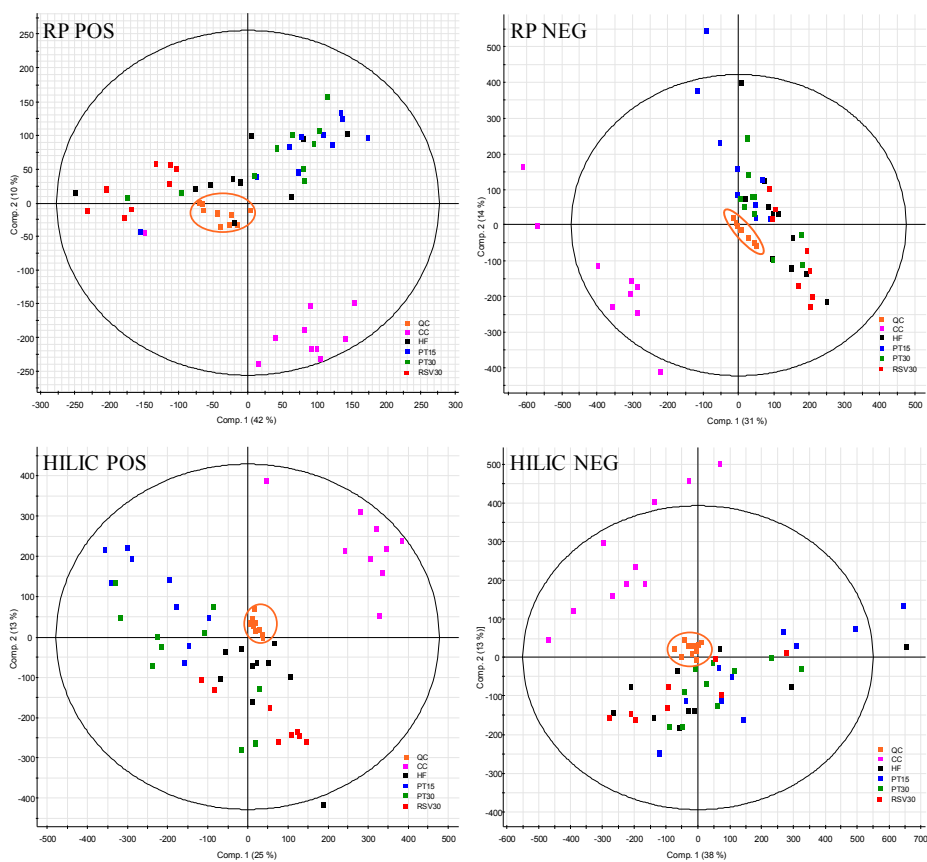 RP POS
250
200
150
100
50
0
-50
-100
-150
-200
-250
Comp. 2 (10 %)
-300 -250 -200 -150 -100 -50 0 50 100 150 200 250 300
Comp. 1 (42 %)
QC
CC
HF
PT15
PT30
RSV30
RP NEG
500
400
300
200
100
0
-100
-200
-300
-400
Comp. 2 (14 %)
-700 -600 -500 -400 -300 -200 -100 0 100 200 300 400 500 600
Comp. 1 (31 %)
QC
CC
HF
PT15
PT30
RSV30
HILIC POS
400
300
200
100
0
-100
-200
-300
-400
Comp. 2 (13 %)
-500 -400 -300 -200 -100 0 100 200 300 400 500
Comp. 1 (25 %)
QC
CC
HF
PT15
PT30
RSV30
HILIC NEG
500
400
300
200
100
0
-100
-200
-300
-400
Comp. 2 (13 %)]
-500 -400 -300 -200 -100 0 100 200 300 400 500 600 700
Comp. 1 (38 %)
QC
CC
HF
PT15
PT30
RSV30